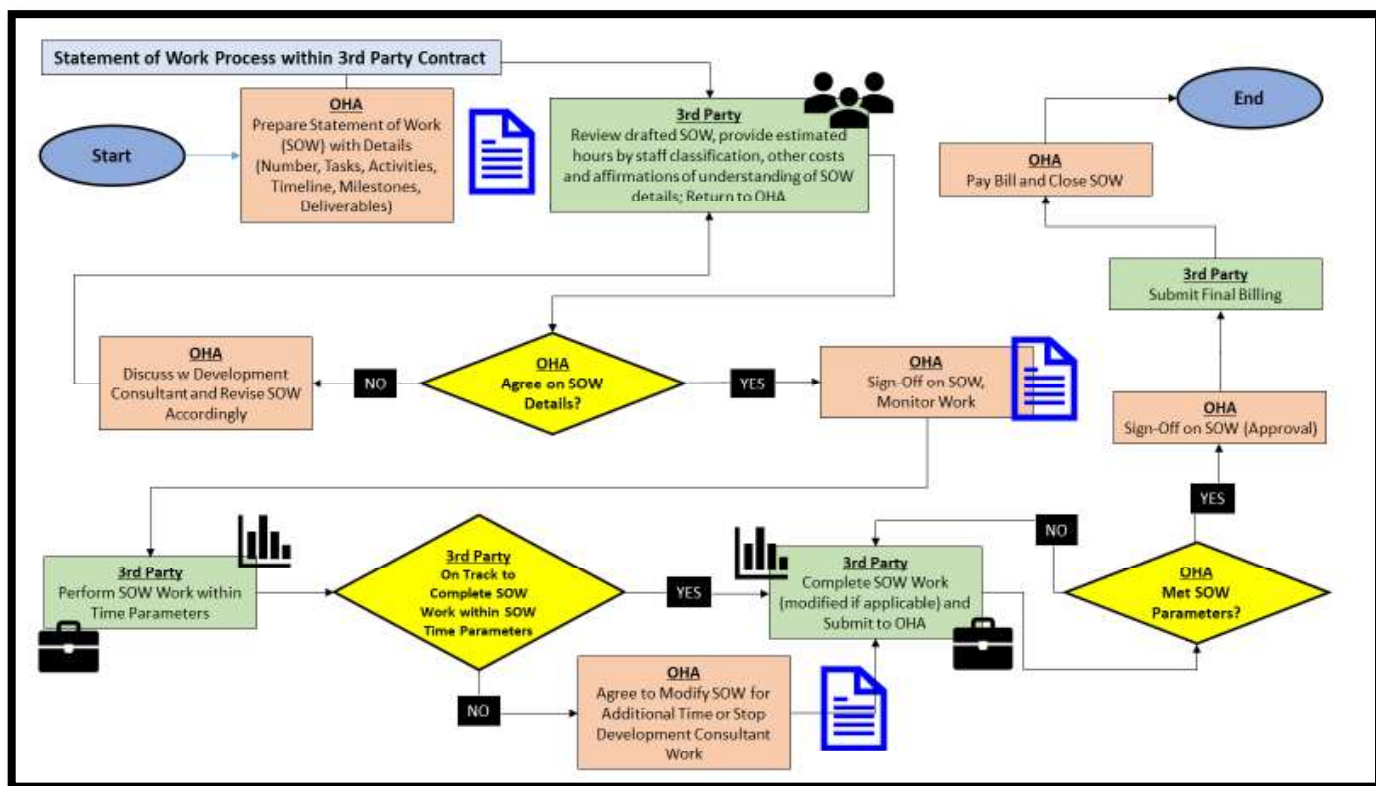 Statement of Work Process within 3rd Party Contract
Start
OHA
Prepare Statement of Work
(SOW) with Details
(Number, Tasks, Activities,
Timeline, Milestones,
Deliverables)
3rd Party
Review drafted SOW, provide estimated
hours by staff classification, other costs
and affirmations of understanding of SOW
details; Return to OHA
End
OHA
Pay Bill and Close SOW
3rd Party
Submit Final Billing
OHA
Discuss w Development
Consultant and Revise SOW
Accordingly
NO
OHA
Agree on SOW
Details?
YES
OHA
Sign-Off on SOW,
Monitor Work
OHA
Sign-Off on SOW (Approval)
YES
NO
3rd Party
Perform SOW Work within
Time Parameters
3rd Party
On Track to
Complete SOW
Work within SOW
Time Parameters
YES
3rd Party
Complete SOW Work
(modified if applicable) and
Submit to OHA
OHA
Met SOW
Parameters?
NO
OHA
Agree to Modify SOW for
Additional Time or Stop
Development Consultant
Work